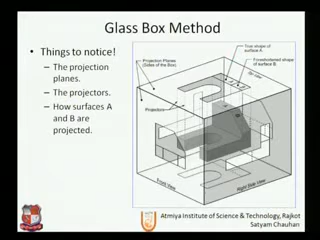 Glass Box Method
• Things to notice!
– The projection
planes.
– The projectors.
– How surfaces A
and B are
projected.
True shape of
surface A
Foreshortened shape
of surface B
Projection Planes
(Sides of the Box)
Top View
Projectors
Front View
Right Side View
Atmiya Institute of Science & Technology, Rajkot
Satyam Chauhan